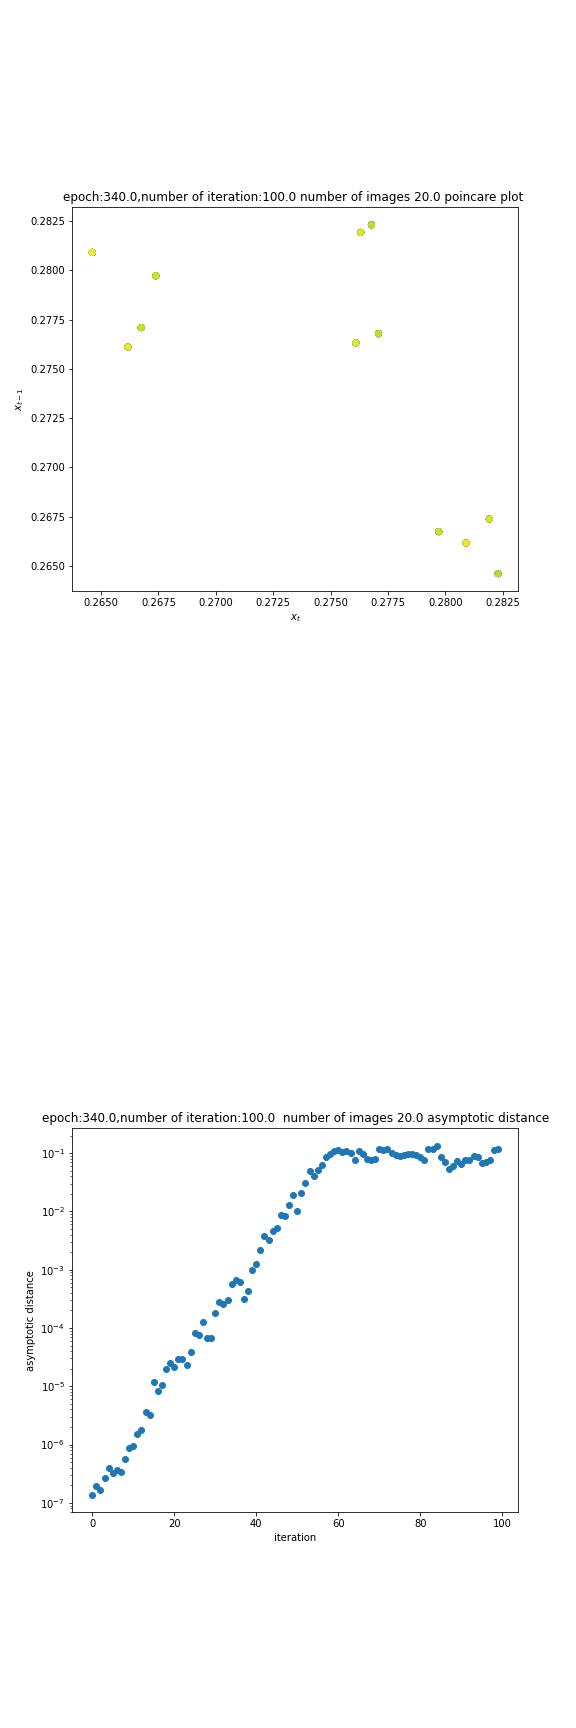 epoch:340.0,number of iteration:100.0 number of images 20.0 poincare plot
0.2825
0.2800
0.2775
0.2750
0.2725
0.2700
0.2675
0.2650
x_{t-1}
0.2650 0.2675 0.2700 0.2725 0.2750 0.2775 0.2800 0.2825
x_t
epoch:340.0,number of iteration:100.0  number of images 20.0 asymptotic distance
10^{-1}
10^{-2}
10^{-3}
10^{-4}
10^{-5}
10^{-6}
10^{-7}
asymptotic distance
0 20 40 60 80 100
iteration